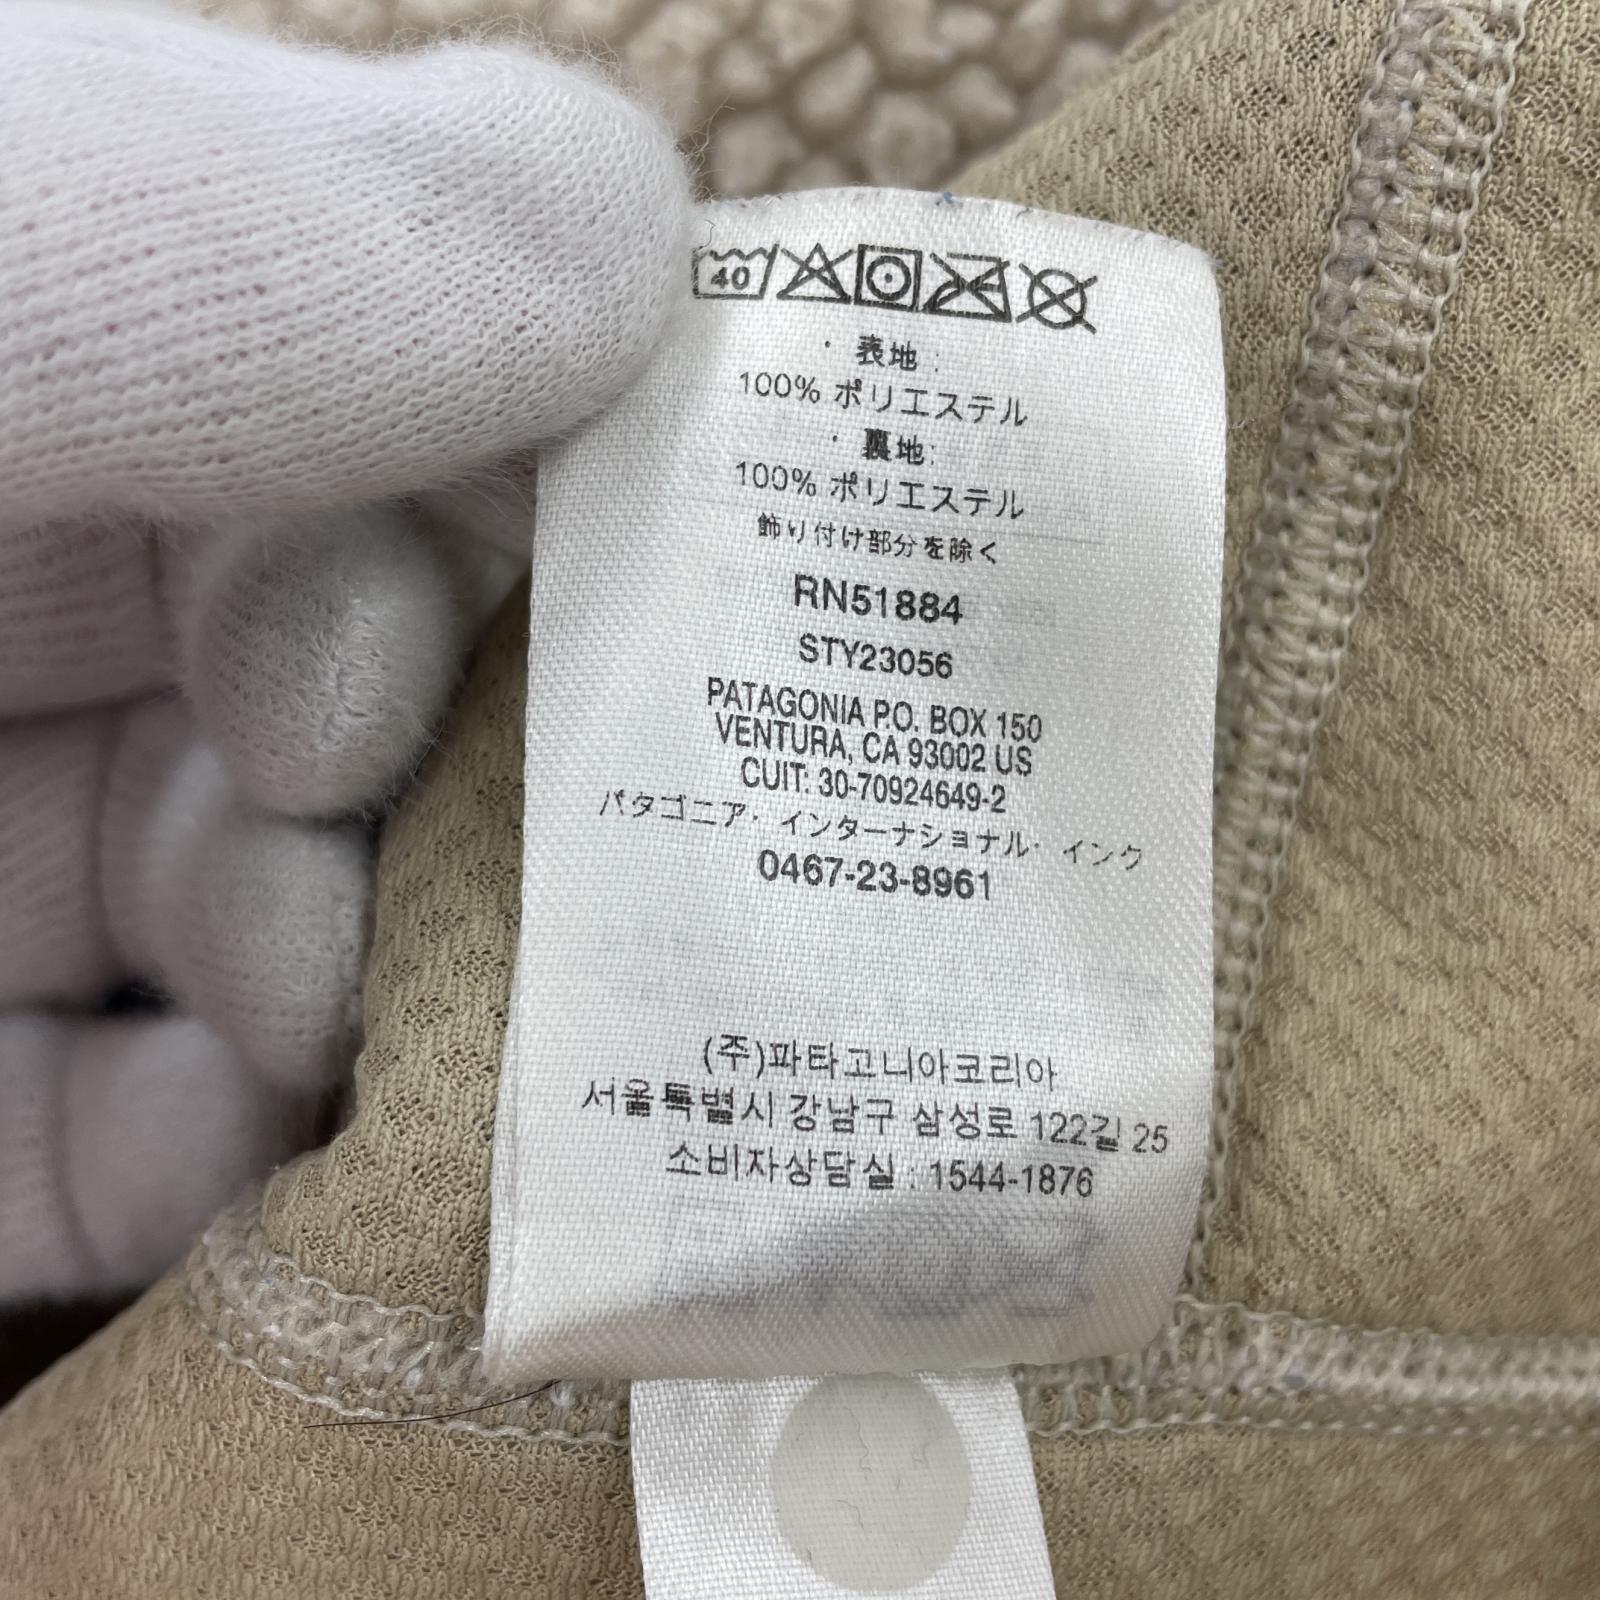 40
・表地:
100% ポリエステル
・裏地:
100% ポリエステル
飾り付け部分を除く
RN51884
STY23056
PATAGONIA P.O. BOX 150
VENTURA, CA 93002 US
CUIT: 30-70924649-2
パタゴニア・インターナショナル・インク
0467-23-8961
(주)파타고니아코리아
서울특별시 강남구 삼성로 122길 25
소비자상담실 : 1544-1876